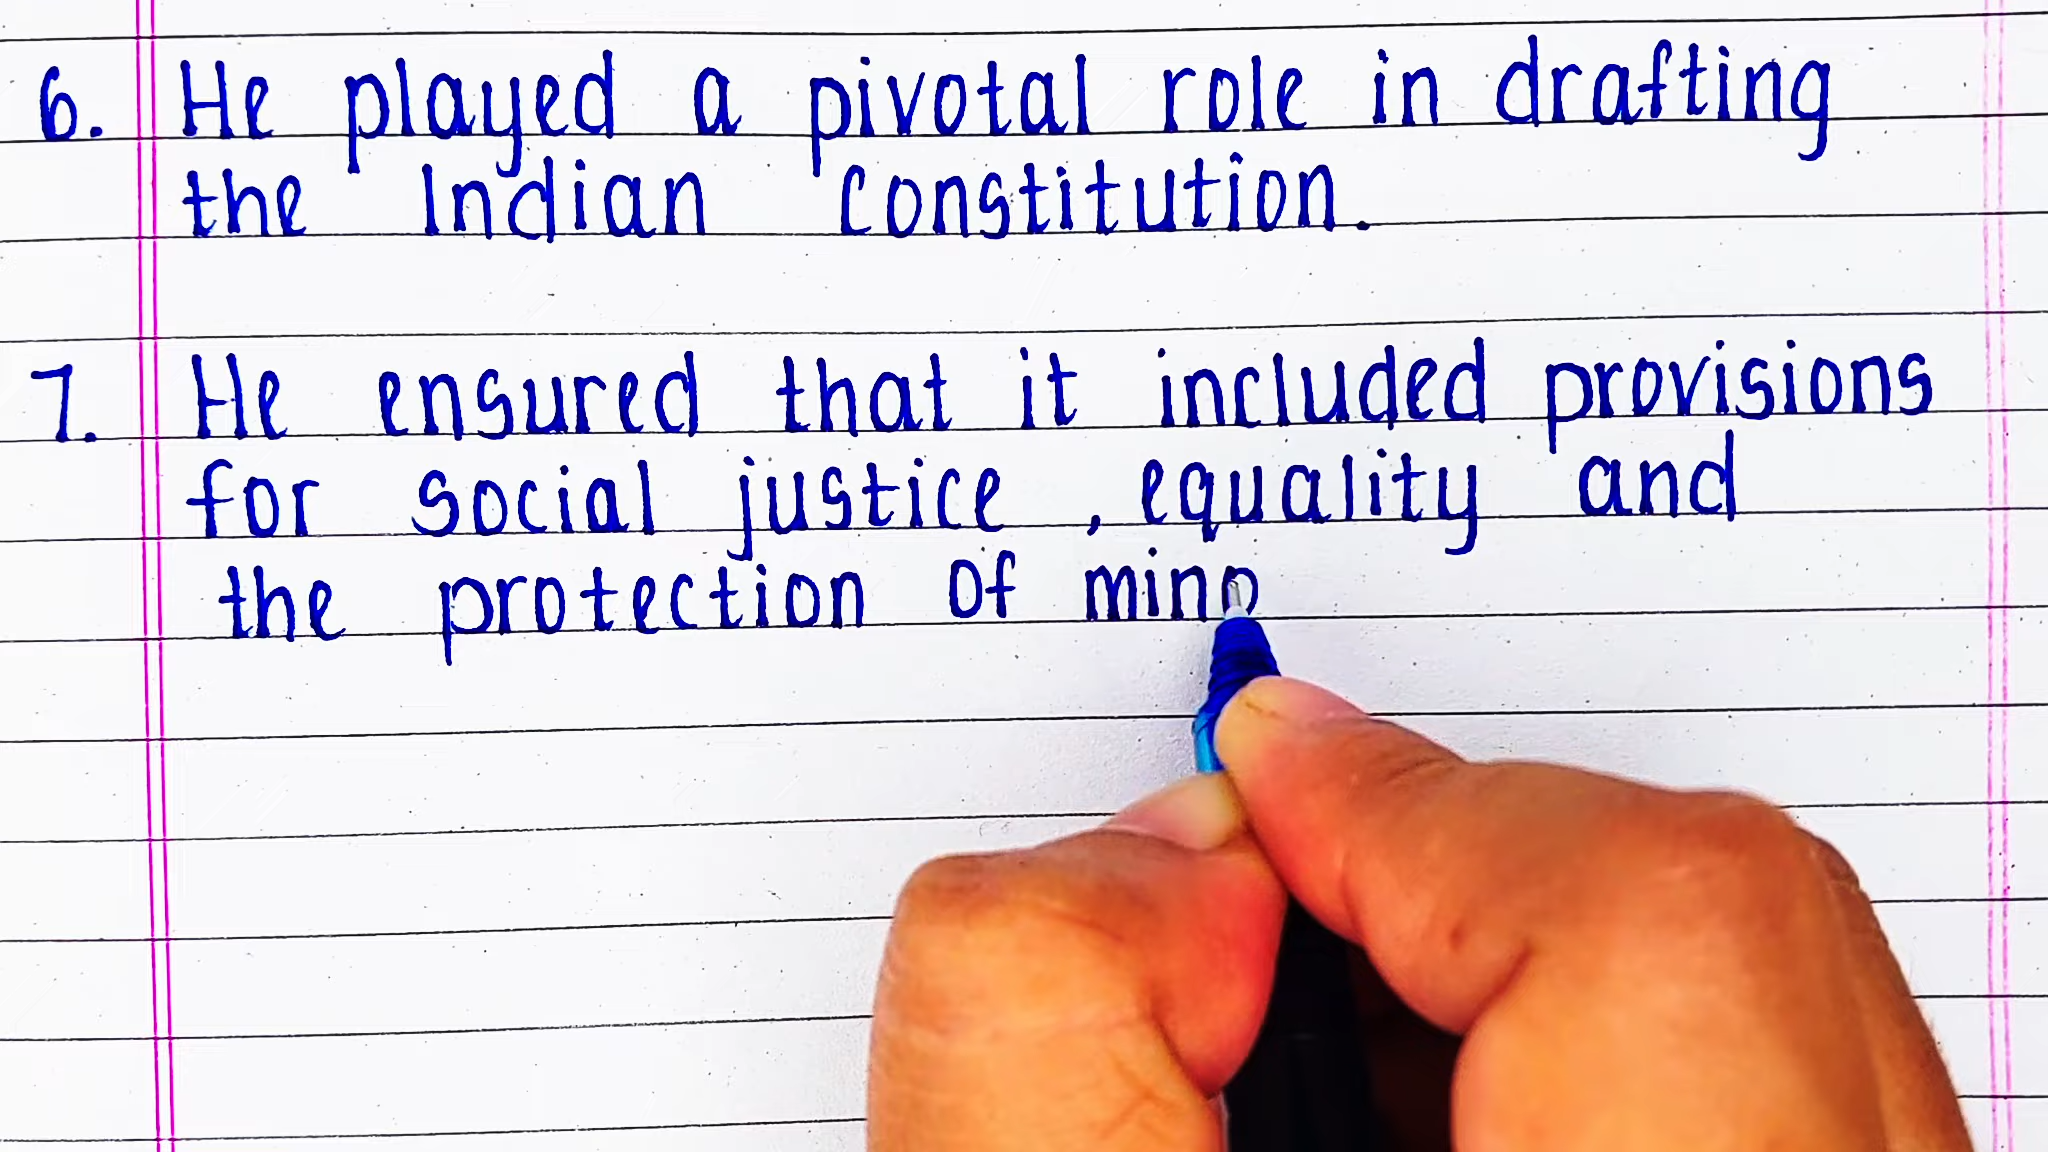 6. He played a pivotal role in drafting
the Indian constitution.
7. He ensured that it included provisions
for social justice , equality and
the protection of mino